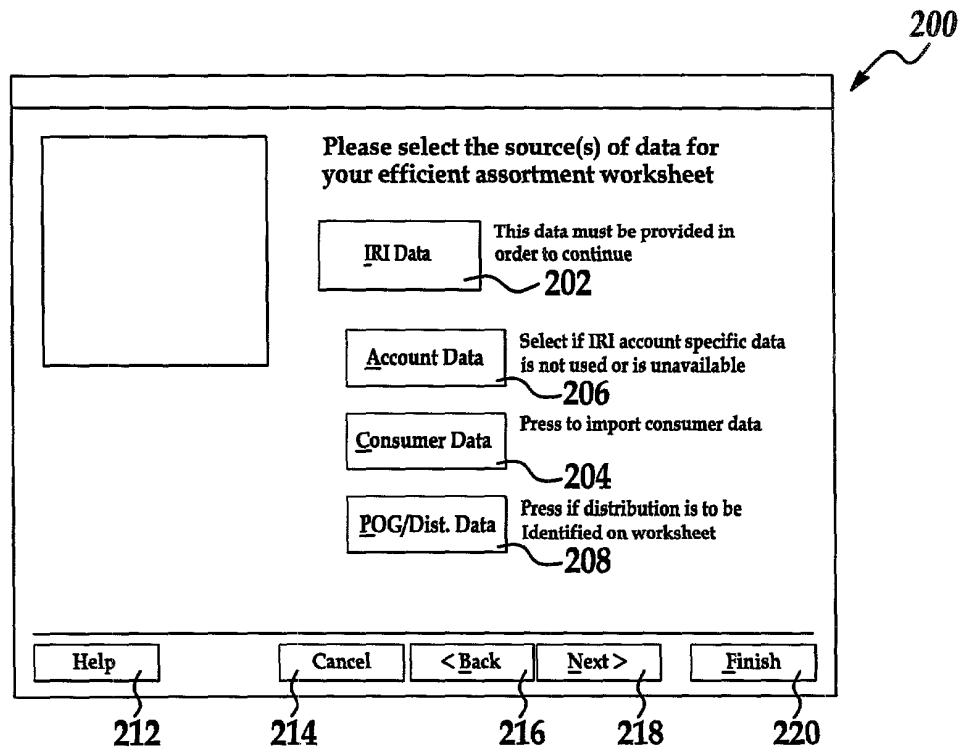 200
Please select the source(s) of data for
your efficient assortment worksheet
IRI Data
This data must be provided in
order to continue
202
Account Data
Select if IRI account specific data
is not used or is unavailable
206
Consumer Data
Press to import consumer data
204
POG/Dist. Data
Press if distribution is to be
Identified on worksheet
208
Help
Cancel
< Back
Next >
Finish
212
214
216
218
220